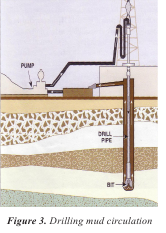 PUMP
DRILL
PIPE
BIT
Figure 3. Drilling mud circulation